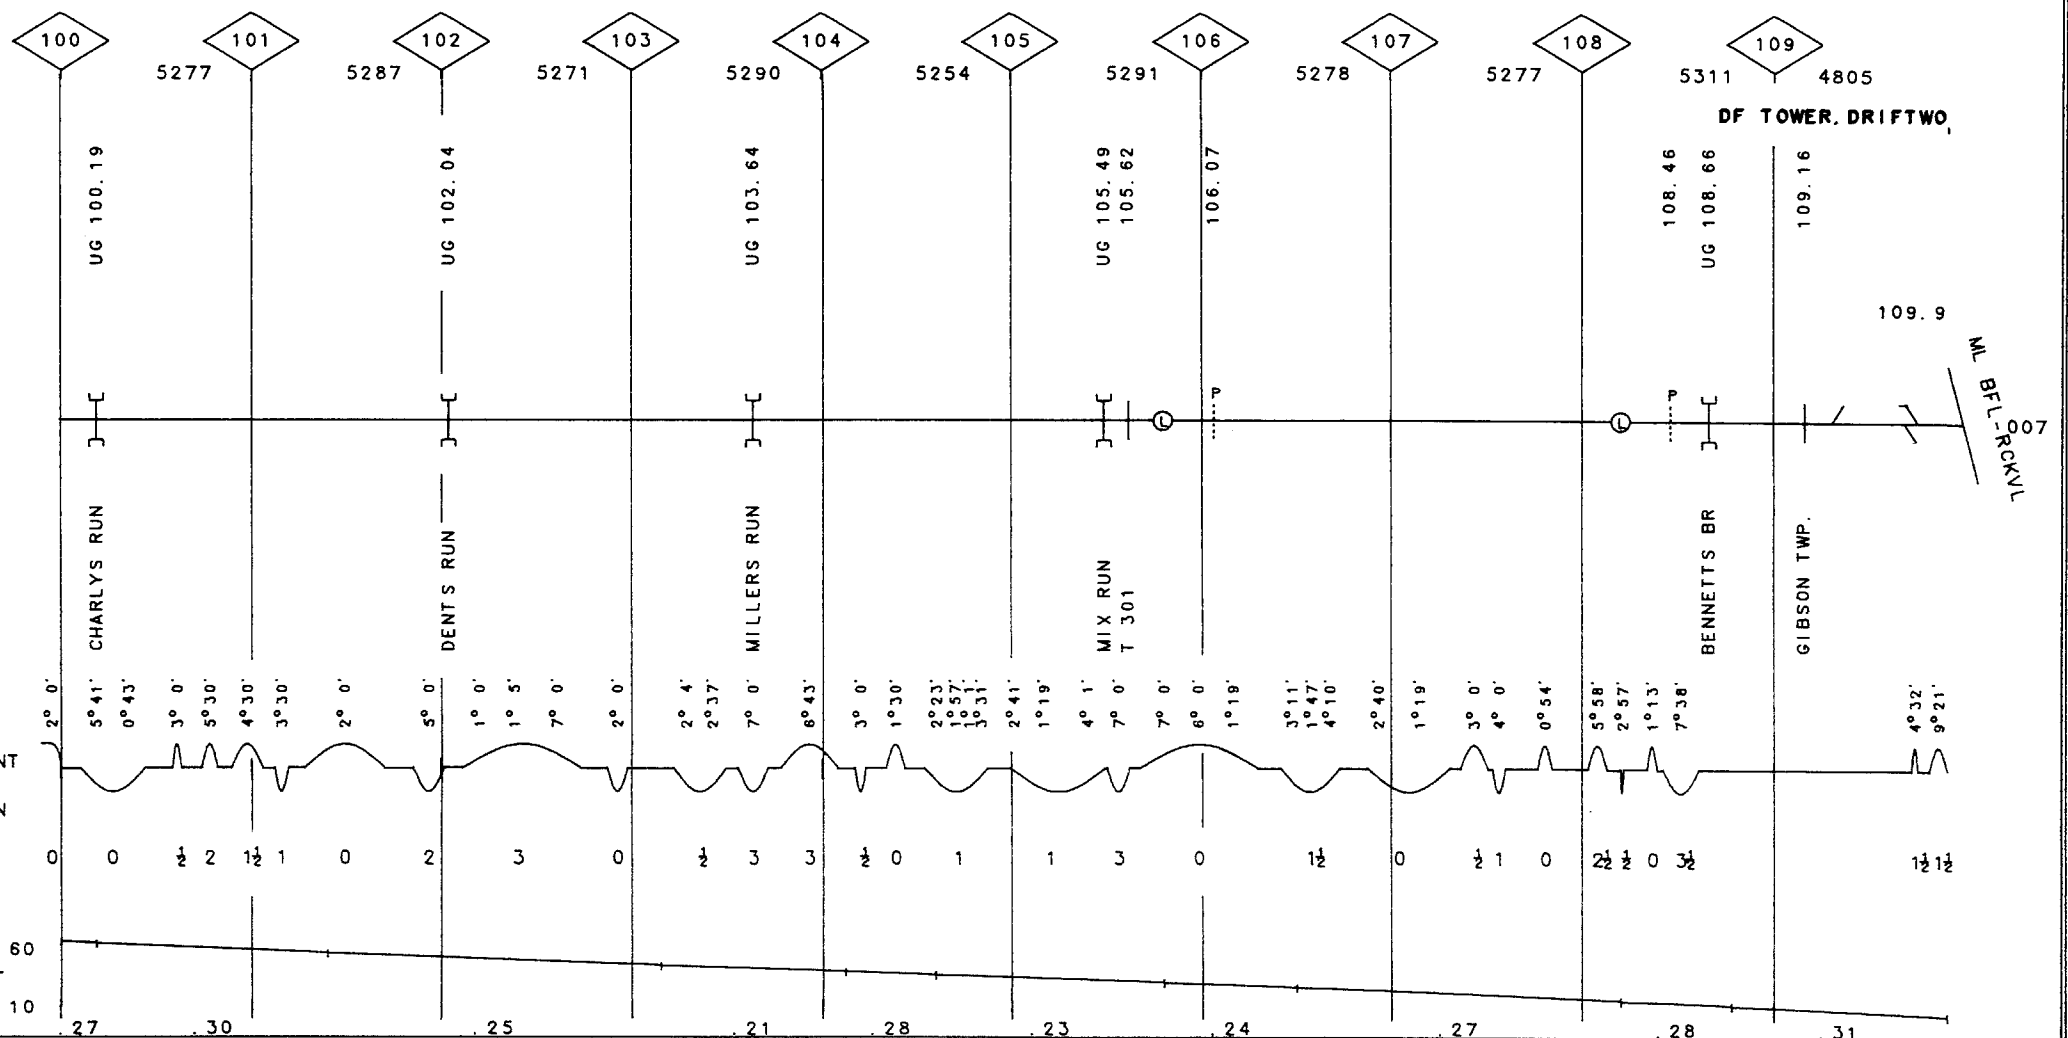 100 101 102 103 104 105 106 107 108 109
5277 5287 5271 5290 5254 5291 5278 5277 5311 4805
DF TOWER, DRIFTWO
UG 100.19
UG 102.04
UG 103.64
UG 105.49
105.62
106.07
108.46
UG 108.66
109.16
109.9
P
P
L
L
ML BFL-RCKVL
007
CHARLYS RUN
DENTS RUN
MILLERS RUN
MIX RUN
T 301
BENNETTS BR
GIBSON TWP.
2° 0' 5° 41' 0° 43' 3° 0' 5° 30' 4° 30' 3° 30' 2° 0' 5° 0' 1° 0' 1° 5' 7° 0' 2° 0' 2° 4' 2° 37' 7° 0' 6° 43' 3° 0' 1° 30' 2° 23' 1° 57' 3° 31' 2° 41' 1° 19' 4° 1' 7° 0' 7° 0' 6° 0' 1° 19' 3° 11' 1° 47' 4° 10' 2° 40' 1° 19' 3° 0' 4° 0' 0° 54' 5° 58' 2° 57' 1° 13' 7° 38' 4° 32' 9° 21'
NT
0 0 ½ 2 1½ 1 0 2 3 0 ½ 3 3 ½ 0 1 1 3 0 1½ 0 ½ 1 0 2½ ½ 0 3½ 1½ 1½
60
10
.27 .30 .25 .21 .28 .23 .24 .27 .28 .31